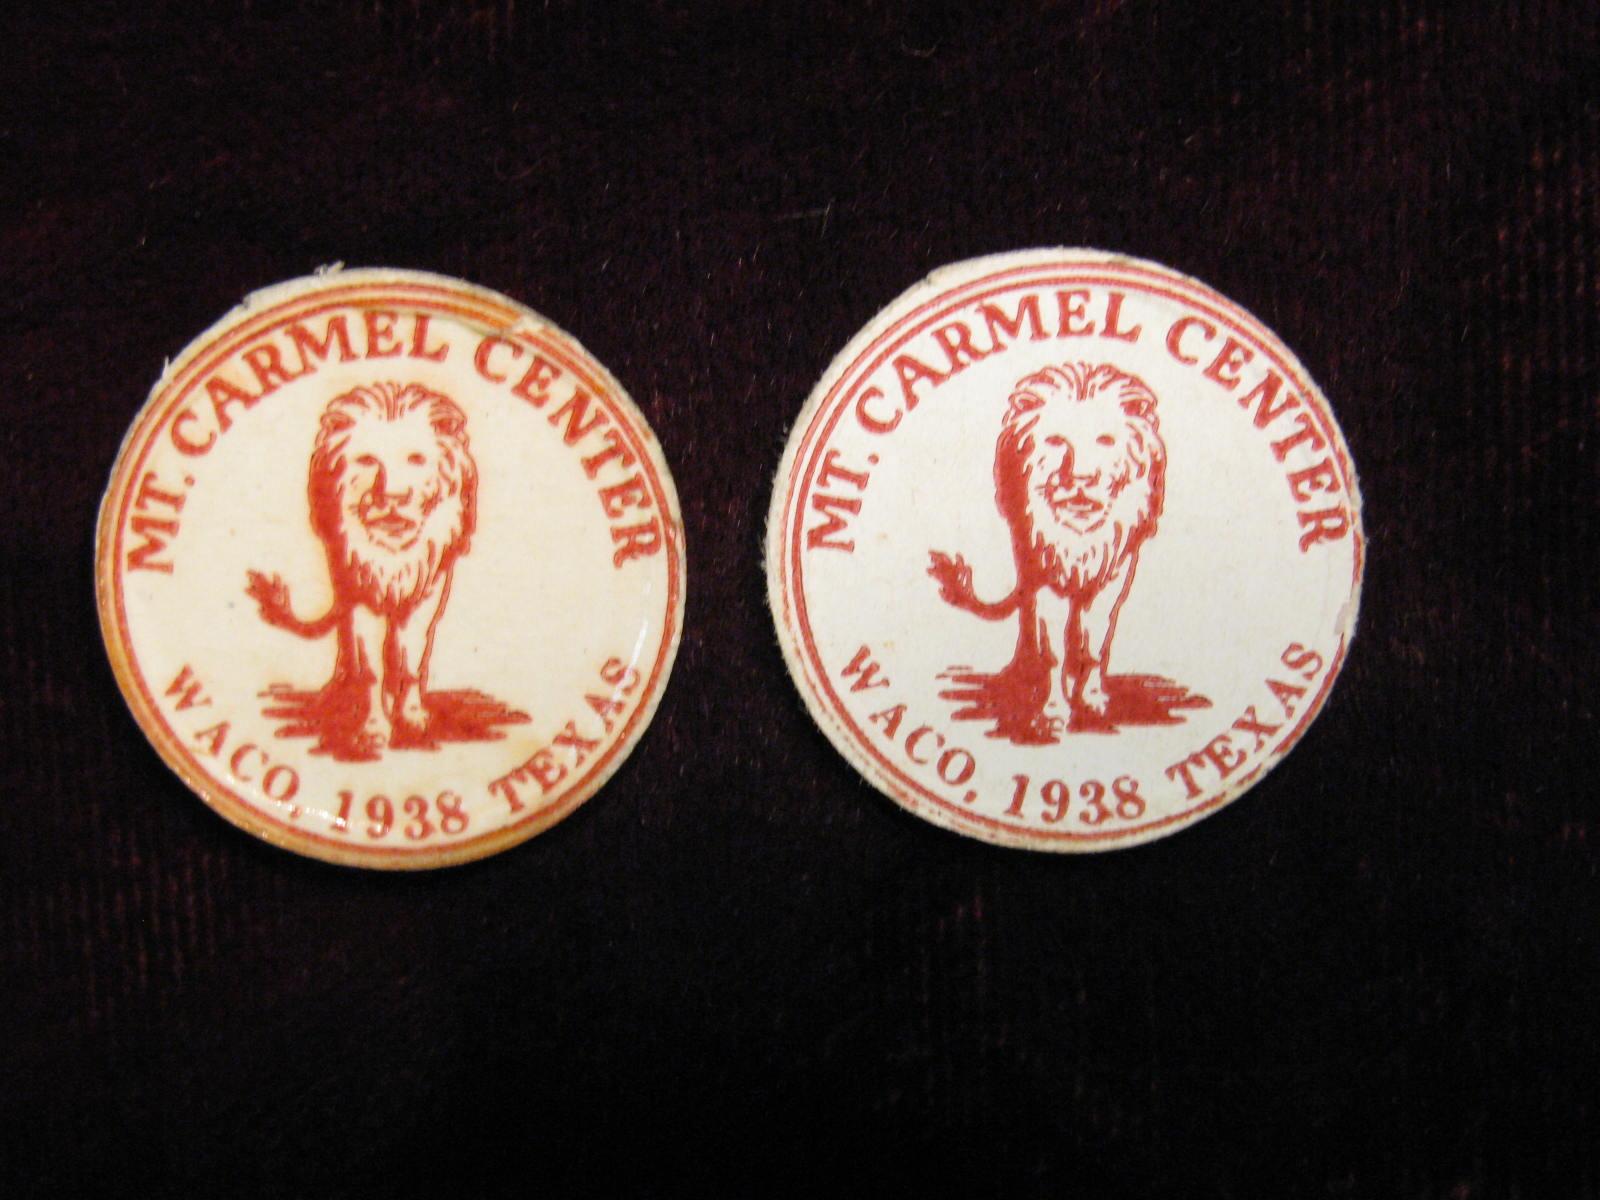 MT. CARMEL CENTER
WACO, 1938 TEXAS
MT. CARMEL CENTER
WACO, 1938 TEXAS